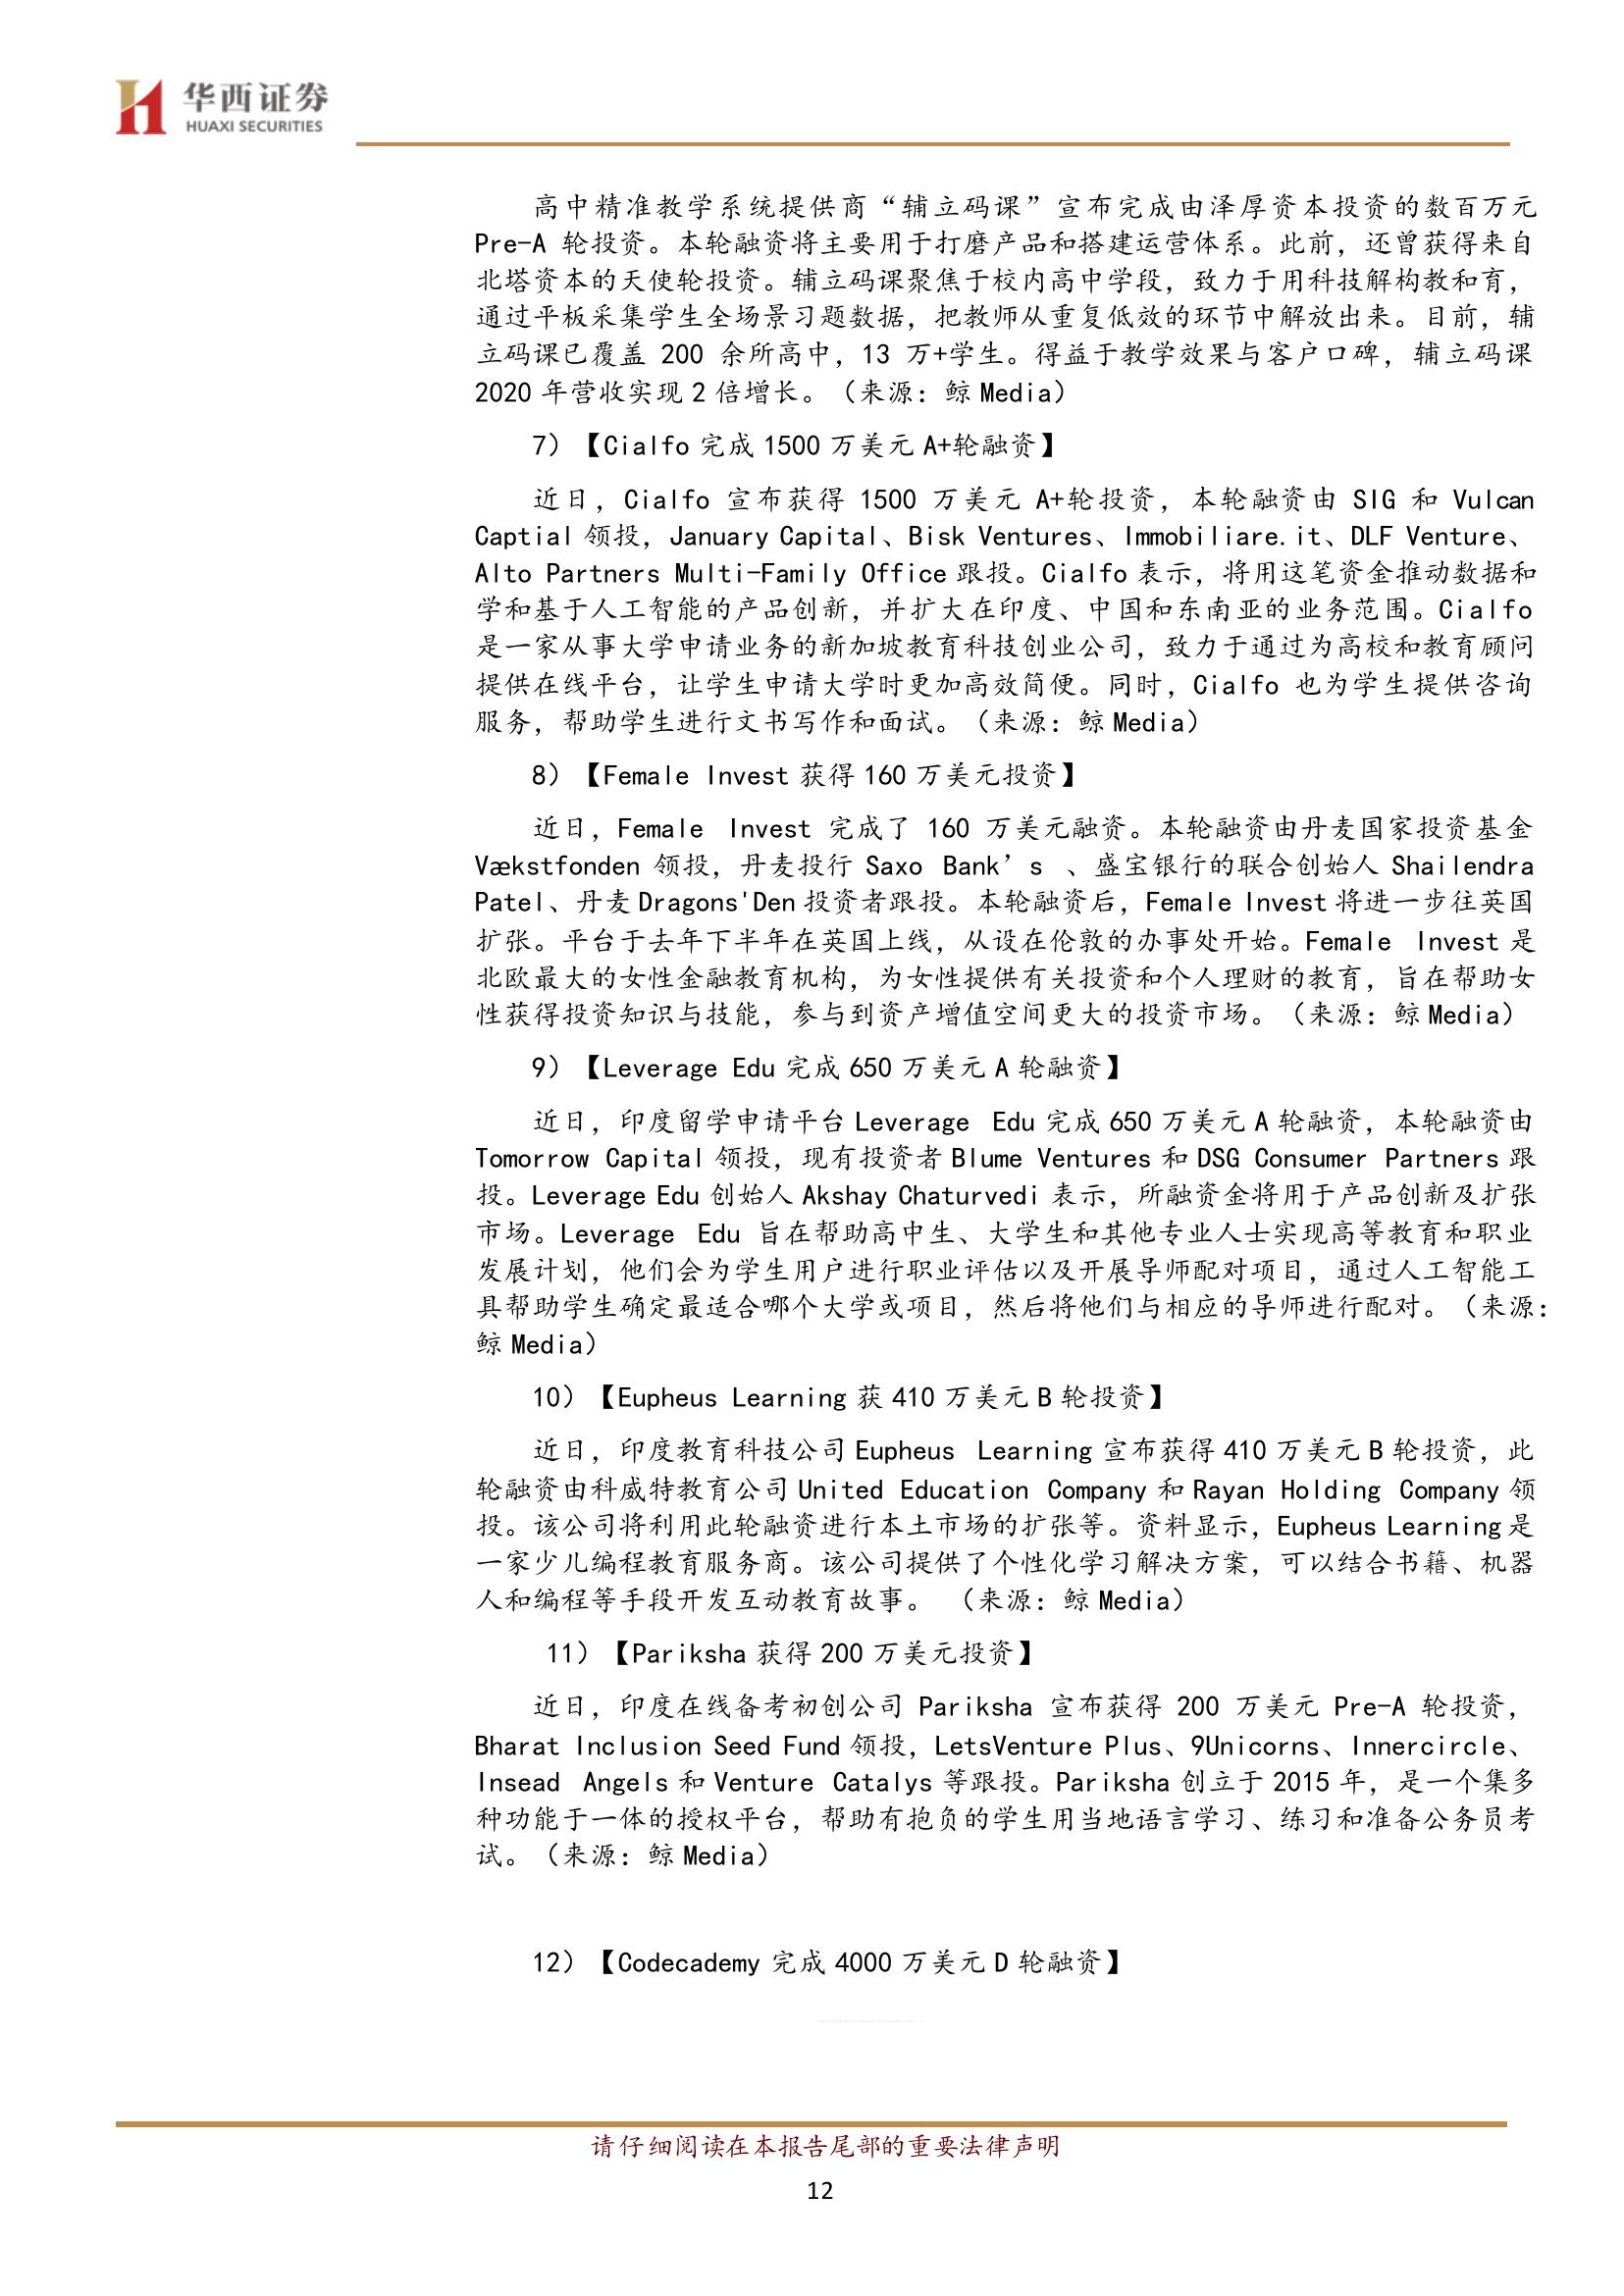 华西证券
HUAXI SECURITIES
高中精准教学系统提供商“辅立码课”宣布完成由泽厚资本投资的数百万元
Pre-A 轮投资。本轮融资将主要用于打磨产品和搭建运营体系。此前，还曾获得来自
北塔资本的天使轮投资。辅立码课聚焦于校内高中学段，致力于用科技解构教和育，
通过平板采集学生全场景习题数据，把教师从重复低效的环节中解放出来。目前，辅
立码课已覆盖 200 余所高中，13 万+学生。得益于教学效果与客户口碑，辅立码课
2020 年营收实现 2 倍增长。（来源：鲸 Media）
7）【Cialfo 完成 1500 万美元 A+轮融资】
近日，Cialfo 宣布获得 1500 万美元 A+轮投资，本轮融资由 SIG 和 Vulcan
Captial 领投，January Capital、Bisk Ventures、Immobiliare.it、DLF Venture、
Alto Partners Multi-Family Office 跟投。Cialfo 表示，将用这笔资金推动数据和
学和基于人工智能的产品创新，并扩大在印度、中国和东南亚的业务范围。Cialfo
是一家从事大学申请业务的新加坡教育科技创业公司，致力于通过为高校和教育顾问
提供在线平台，让学生申请大学时更加高效简便。同时，Cialfo 也为学生提供咨询
服务，帮助学生进行文书写作和面试。（来源：鲸 Media）
8）【Female Invest 获得 160 万美元投资】
近日，Female Invest 完成了 160 万美元融资。本轮融资由丹麦国家投资基金
Vækstfonden 领投，丹麦投行 Saxo Bank’s 、盛宝银行的联合创始人 Shailendra
Patel、丹麦 Dragons'Den 投资者跟投。本轮融资后，Female Invest 将进一步往英国
扩张。平台于去年下半年在英国上线，从设在伦敦的办事处开始。Female Invest 是
北欧最大的女性金融教育机构，为女性提供有关投资和个人理财的教育，旨在帮助女
性获得投资知识与技能，参与到资产增值空间更大的投资市场。（来源：鲸 Media）
9）【Leverage Edu 完成 650 万美元 A 轮融资】
近日，印度留学申请平台 Leverage Edu 完成 650 万美元 A 轮融资，本轮融资由
Tomorrow Capital 领投，现有投资者 Blume Ventures 和 DSG Consumer Partners 跟
投。Leverage Edu 创始人 Akshay Chaturvedi 表示，所融资金将用于产品创新及扩张
市场。Leverage Edu 旨在帮助高中生、大学生和其他专业人士实现高等教育和职业
发展计划，他们会为学生用户进行职业评估以及开展导师配对项目，通过人工智能工
具帮助学生确定最适合哪个大学或项目，然后将他们与相应的导师进行配对。（来源：
鲸 Media）
10）【Eupheus Learning 获 410 万美元 B 轮投资】
近日，印度教育科技公司 Eupheus Learning 宣布获得 410 万美元 B 轮投资，此
轮融资由科威特教育公司 United Education Company 和 Rayan Holding Company 领
投。该公司将利用此轮融资进行本土市场的扩张等。资料显示，Eupheus Learning 是
一家少儿编程教育服务商。该公司提供了个性化学习解决方案，可以结合书籍、机器
人和编程等手段开发互动教育故事。 （来源：鲸 Media）
11）【Pariksha 获得 200 万美元投资】
近日，印度在线备考初创公司 Pariksha 宣布获得 200 万美元 Pre-A 轮投资，
Bharat Inclusion Seed Fund 领投，LetsVenture Plus、9Unicorns、Innercircle、
Insead Angels 和 Venture Catalys 等跟投。Pariksha 创立于 2015 年，是一个集多
种功能于一体的授权平台，帮助有抱负的学生用当地语言学习、练习和准备公务员考
试。（来源：鲸 Media）
12）【Codecademy 完成 4000 万美元 D 轮融资】
请仔细阅读在本报告尾部的重要法律声明
12